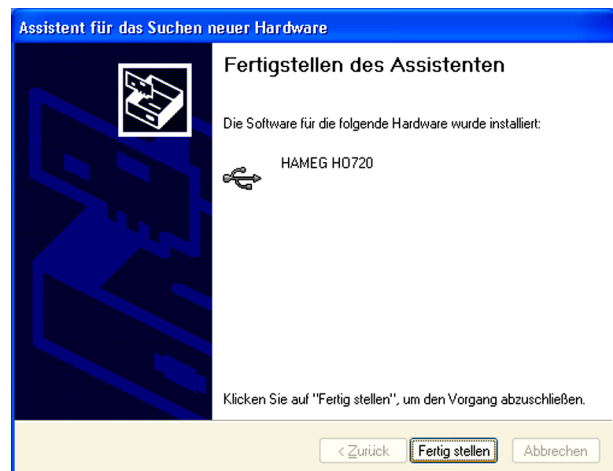 Assistent für das Suchen neuer Hardware
Fertigstellen des Assistenten
Die Software für die folgende Hardware wurde installiert:
HAMEG HO720
Klicken Sie auf "Fertig stellen", um den Vorgang abzuschließen.
< Zurück
Fertig stellen
Abbrechen